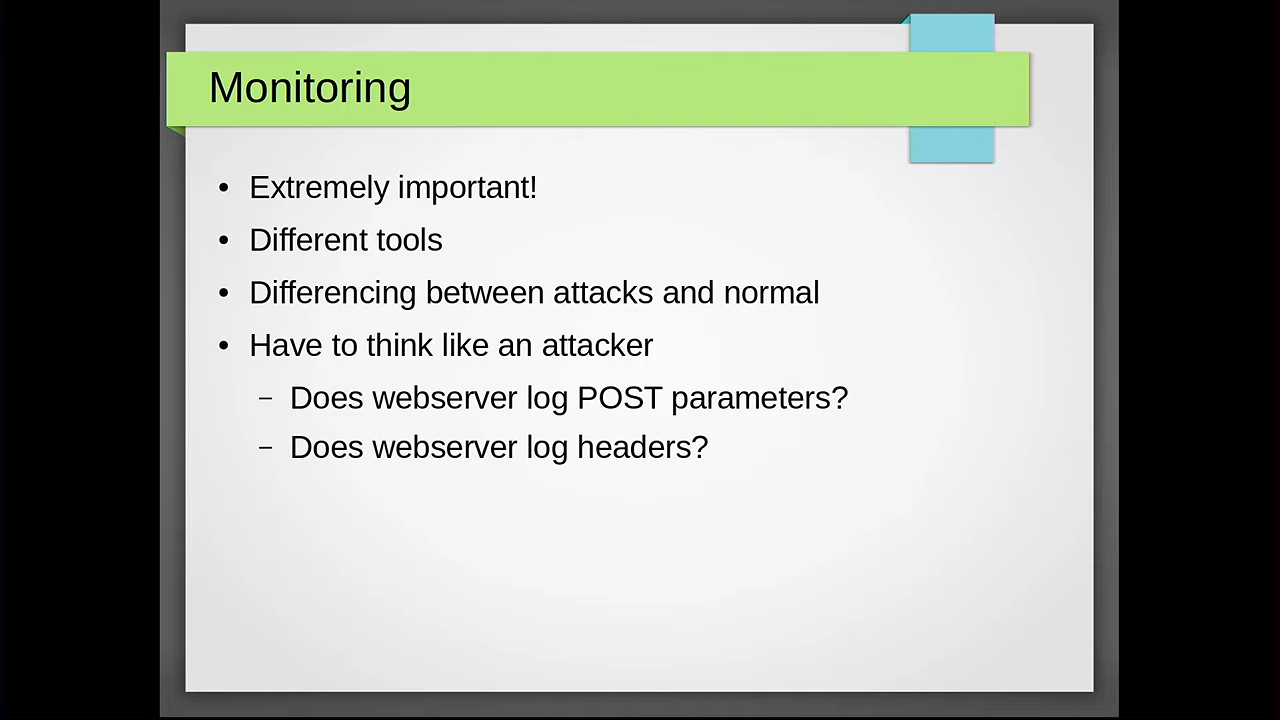 Monitoring
• Extremely important!
• Different tools
• Differencing between attacks and normal
• Have to think like an attacker
– Does webserver log POST parameters?
– Does webserver log headers?